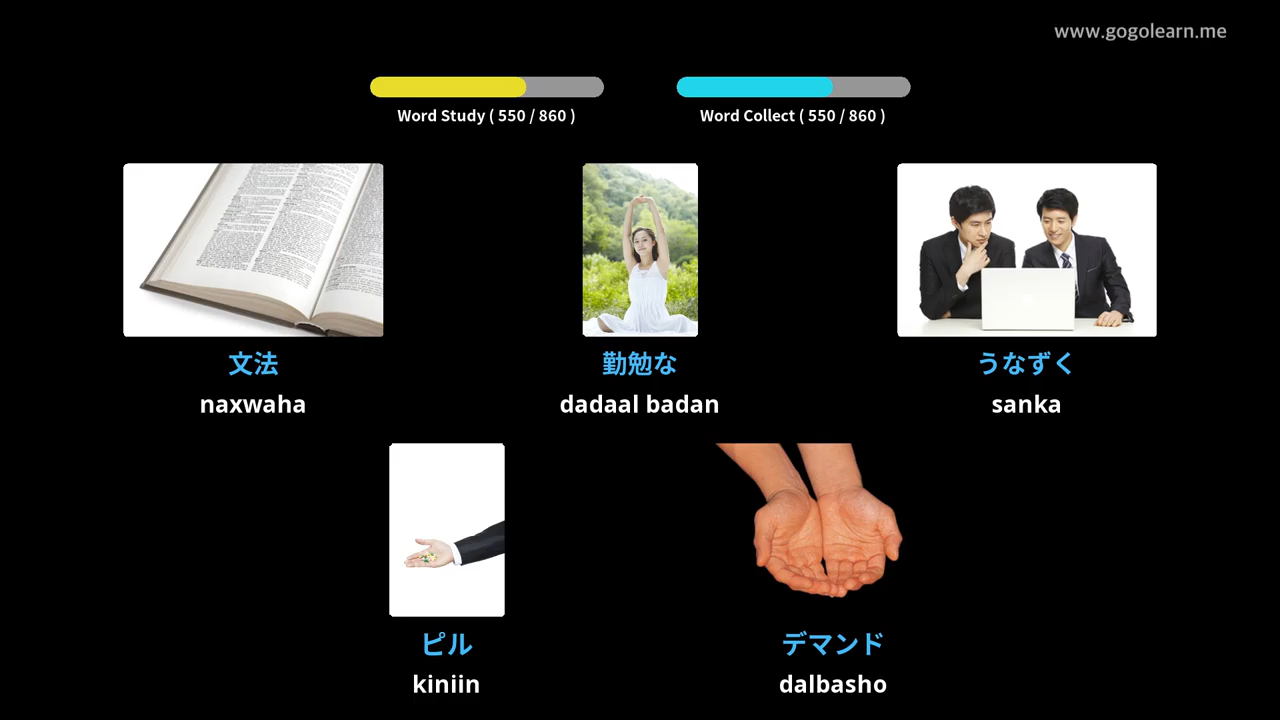 www.gogolearn.me
Word Study ( 550 / 860 )
Word Collect ( 550 / 860 )
文法
勤勉な
うなずく
naxwaha
dadaal badan
sanka
ピル
デマンド
kiniin
dalbasho